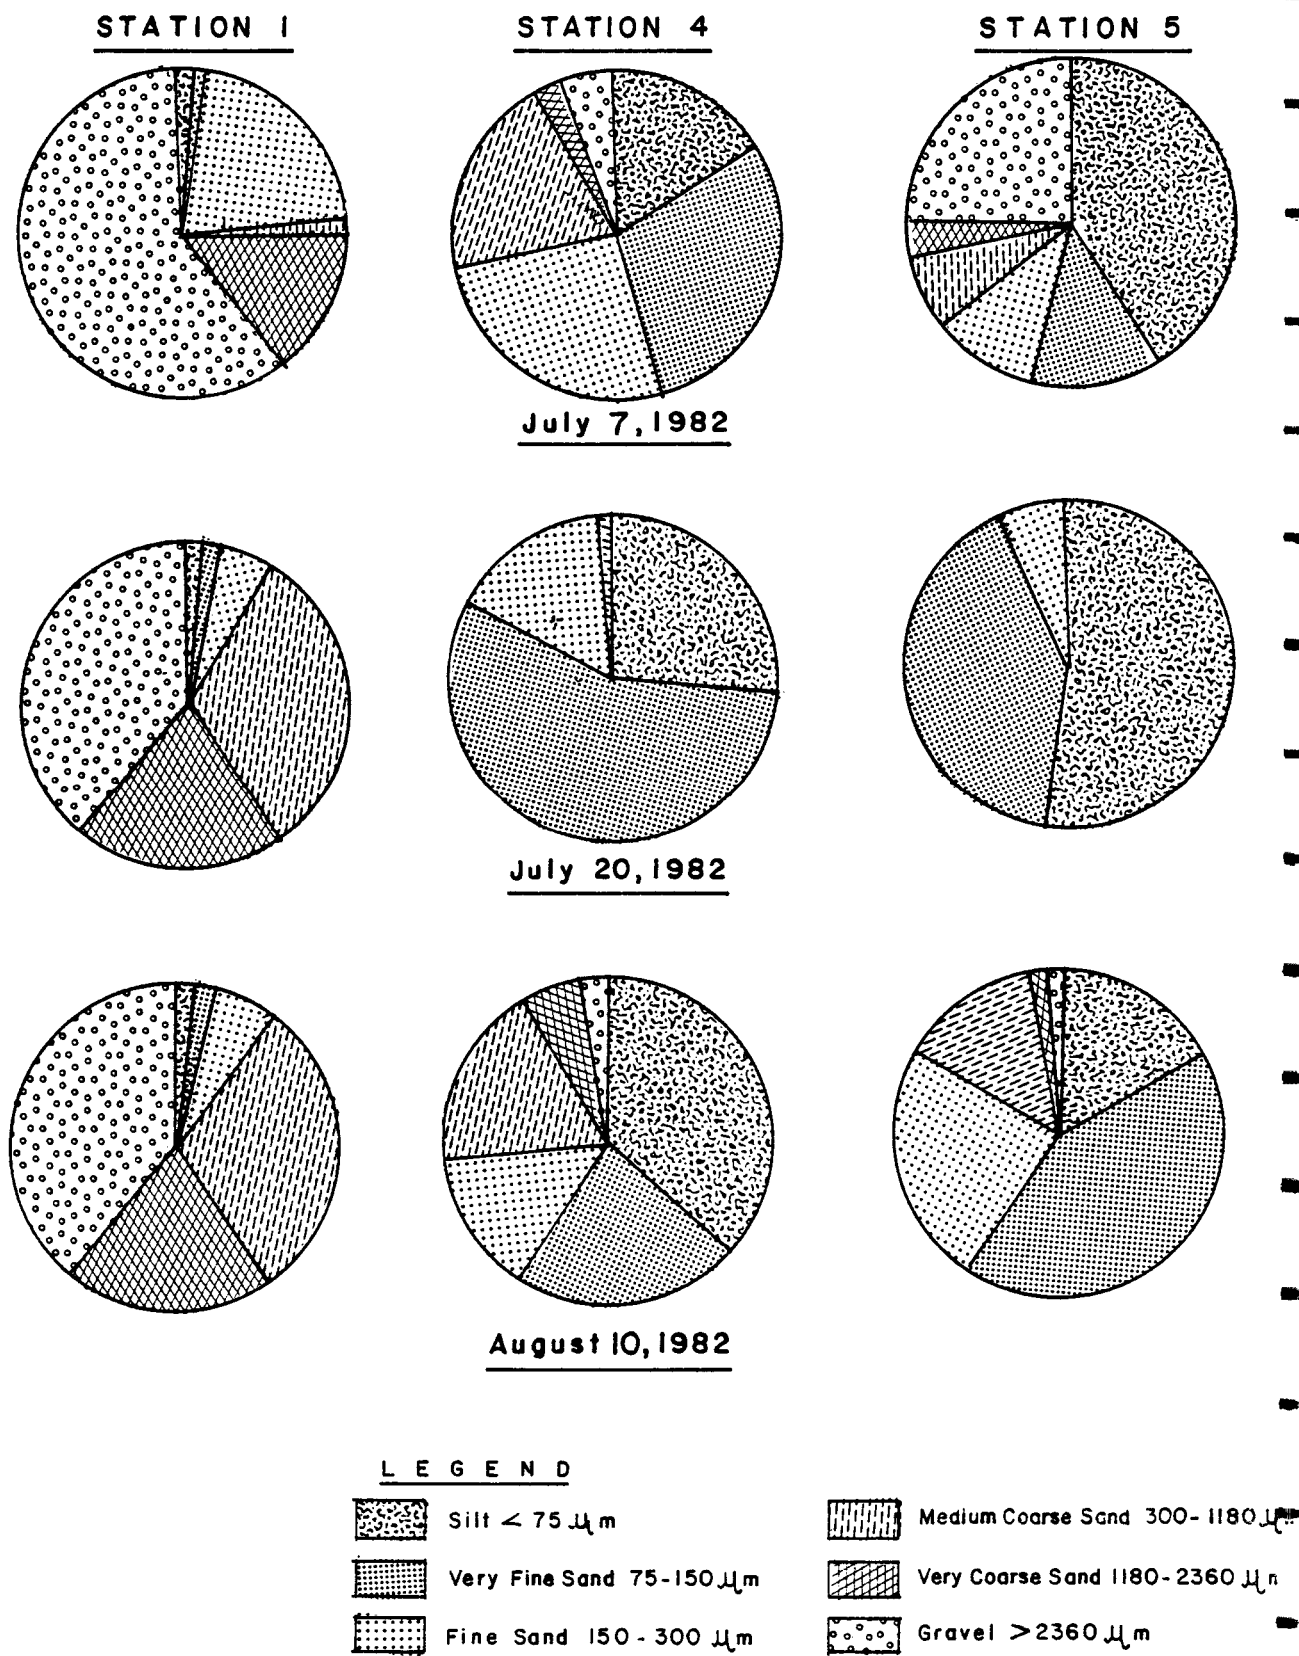 STATION 1
STATION 4
STATION 5
July 7, 1982
July 20, 1982
August 10, 1982
LEGEND
Silt < 75 μm
Very Fine Sand 75-150 μm
Fine Sand 150 - 300 μm
Medium Coarse Sand 300-1180 μ
Very Coarse Sand 1180-2360 μ
Gravel > 2360 μm